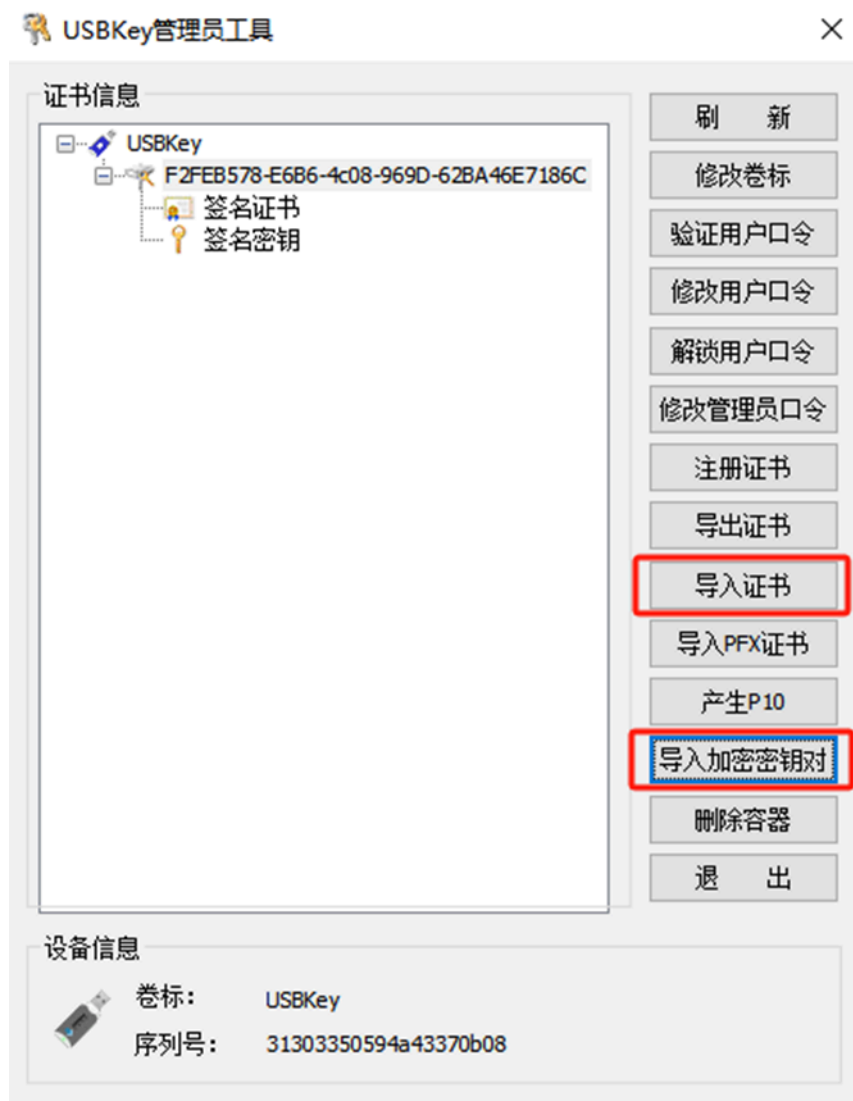 USBKey管理员工具
证书信息
USBKey
F2FEB578-E6B6-4c08-969D-62BA46E7186C
签名证书
签名密钥
刷 新
修改卷标
验证用户口令
修改用户口令
解锁用户口令
修改管理员口令
注册证书
导出证书
导入证书
导入PFX证书
产生P10
导入加密密钥对
删除容器
退 出
设备信息
卷标: USBKey
序列号: 31303350594a43370b08